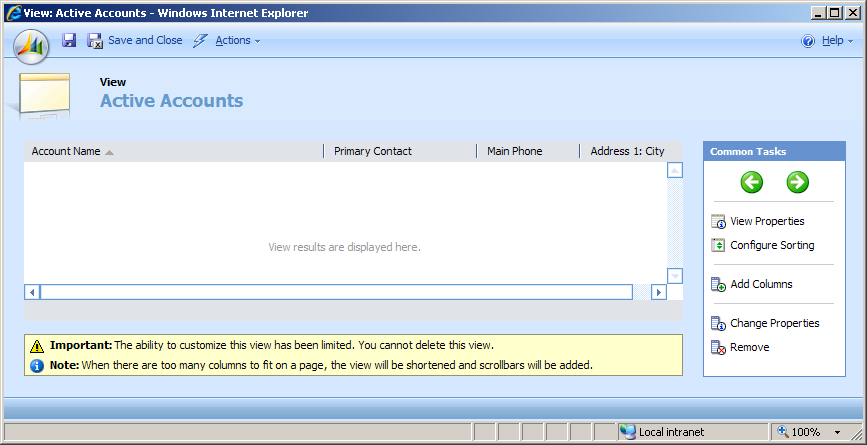 View: Active Accounts - Windows Internet Explorer
Save and Close Actions Help
View
Active Accounts
Account Name Primary Contact Main Phone Address 1: City
View results are displayed here.
Common Tasks
View Properties
Configure Sorting
Add Columns
Change Properties
Remove
Important: The ability to customize this view has been limited. You cannot delete this view.
Note: When there are too many columns to fit on a page, the view will be shortened and scrollbars will be added.
Local intranet 100%